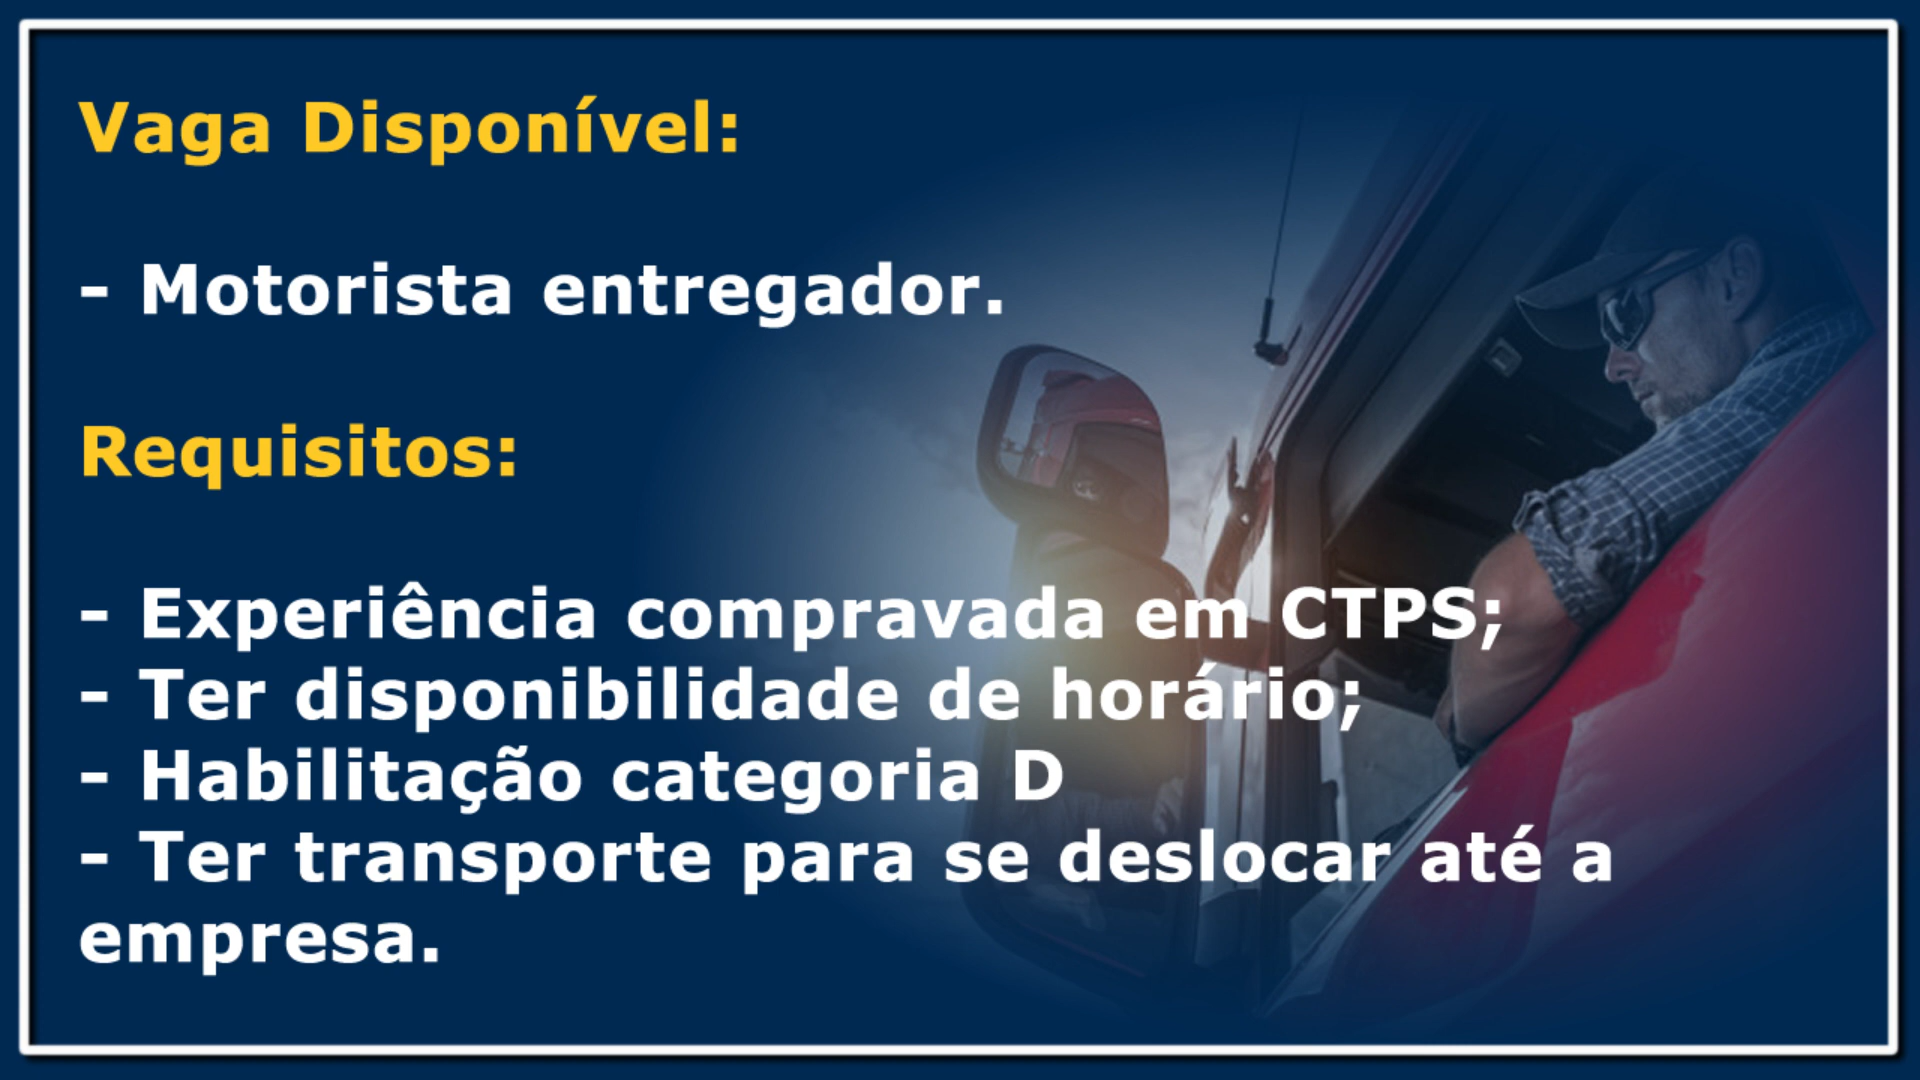 Vaga Disponível:
- Motorista entregador.
Requisitos:
- Experiência compravada em CTPS;
- Ter disponibilidade de horário;
- Habilitação categoria D
- Ter transporte para se deslocar até a
empresa.